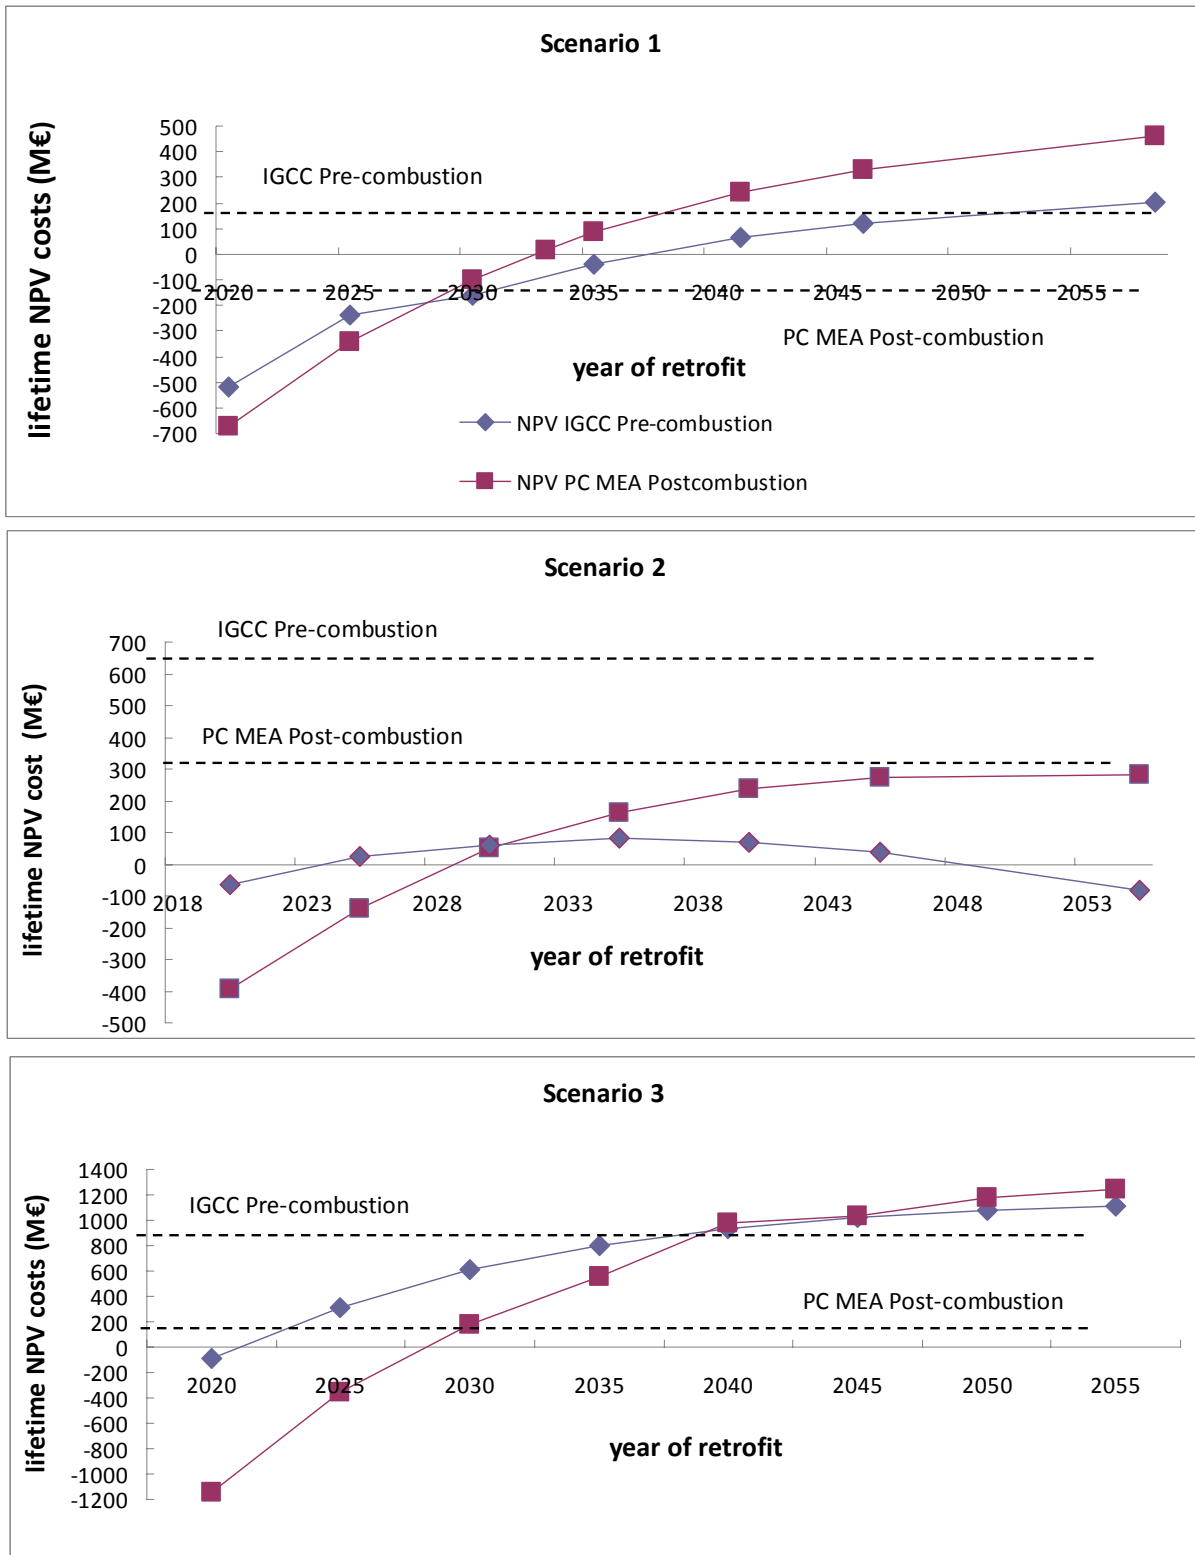 Scenario 1
lifetime NPV costs (M€)
500
400
300
200
100
0
-100
-200
-300
-400
-500
-600
-700
IGCC Pre-combustion
2020 2025 2030 2035 2040 2045 2050 2055
PC MEA Post-combustion
year of retrofit
NPV IGCC Pre-combustion
NPV PC MEA Postcombustion
Scenario 2
lifetime NPV cost (M€)
700
600
500
400
300
200
100
0
-100
-200
-300
-400
-500
IGCC Pre-combustion
PC MEA Post-combustion
2018 2023 2028 2033 2038 2043 2048 2053
year of retrofit
Scenario 3
lifetime NPV costs (M€)
1400
1200
1000
800
600
400
200
0
-200
-400
-600
-800
-1000
-1200
IGCC Pre-combustion
PC MEA Post-combustion
2020 2025 2030 2035 2040 2045 2050 2055
year of retrofit